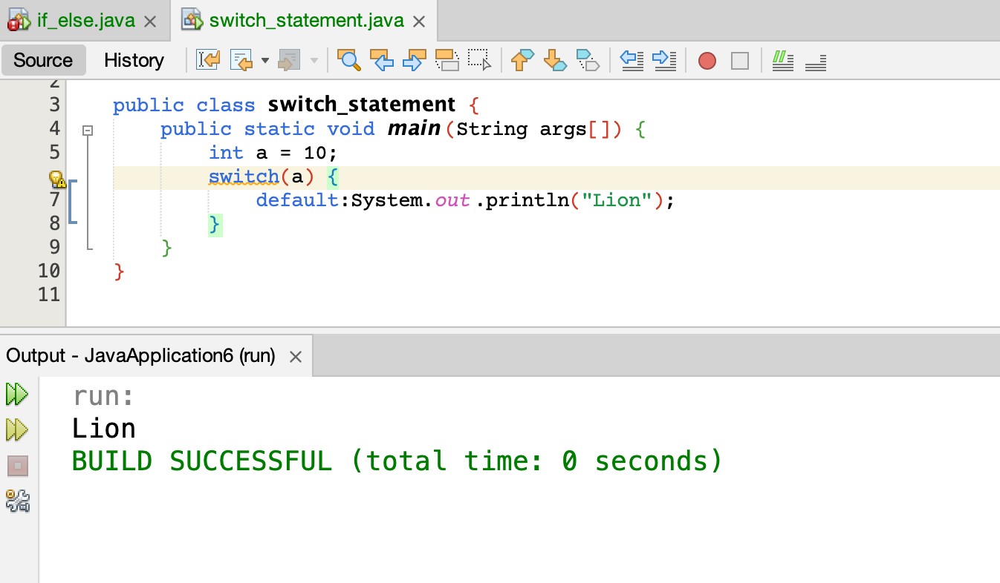 if_else.java switch_statement.java
Source History
2
3 public class switch_statement {
4 public static void main(String args[]) {
5 int a = 10;
switch(a) {
7 default:System.out.println("Lion");
8 }
9 }
10 }
11
Output - JavaApplication6 (run)
run:
Lion
BUILD SUCCESSFUL (total time: 0 seconds)